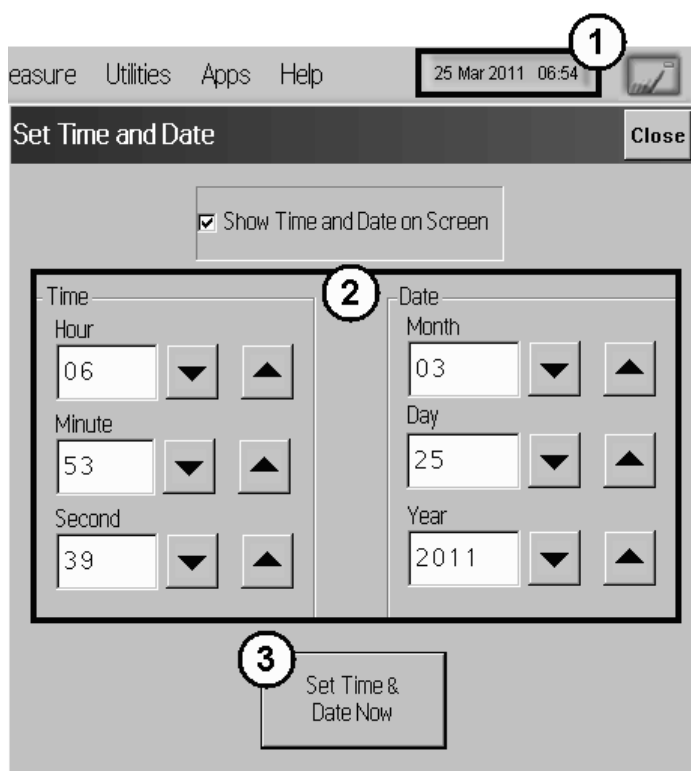 1
easure Utilities Apps Help 25 Mar 2011 06:54
Set Time and Date Close
Show Time and Date on Screen
2
Time
Hour
06
Minute
53
Second
39
Date
Month
03
Day
25
Year
2011
3
Set Time &
Date Now